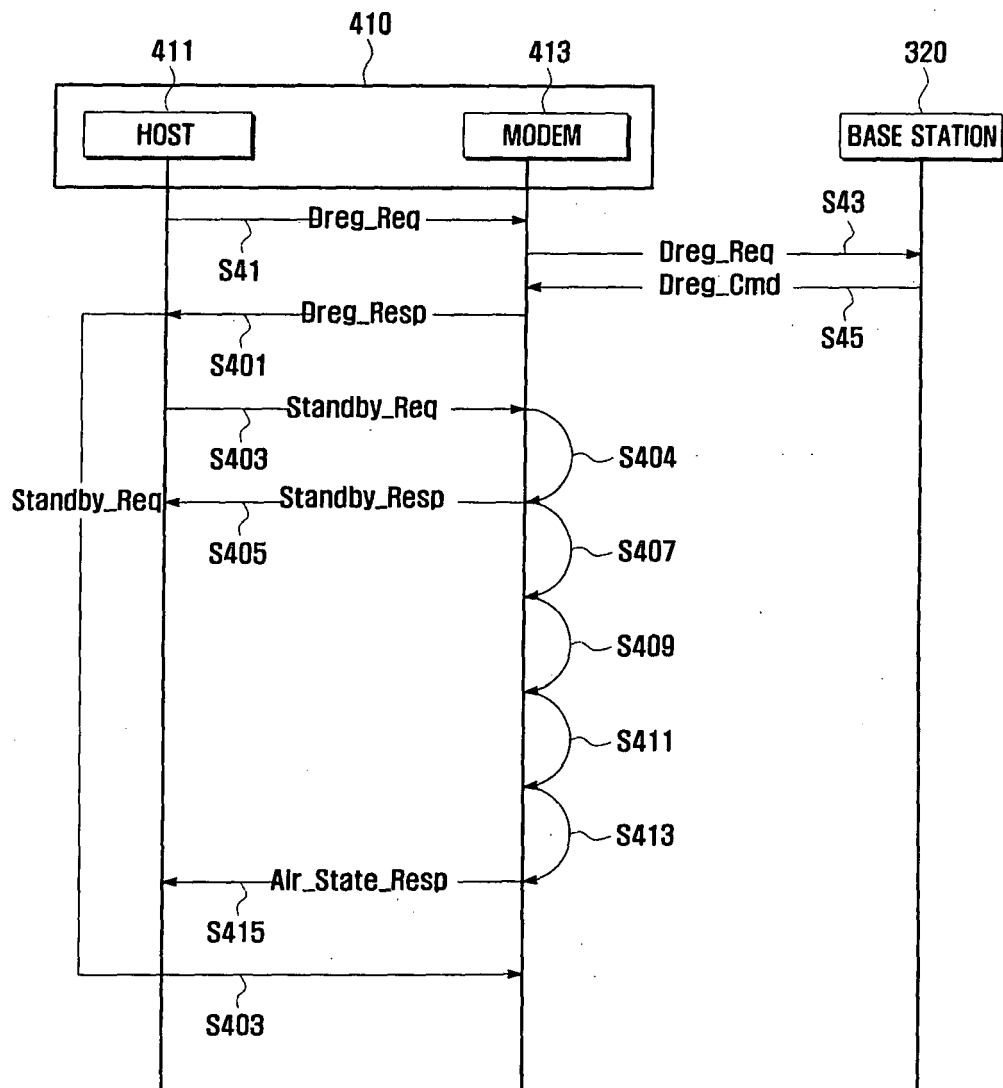 410
411
413
320
HOST
MODEM
BASE STATION
Dreg_Req
S41
S43
Dreg_Req
Dreg_Cmd
S45
Dreg_Resp
S401
Standby_Req
S403
S404
Standby_Req
Standby_Resp
S405
S407
S409
S411
S413
Air_State_Resp
S415
S403